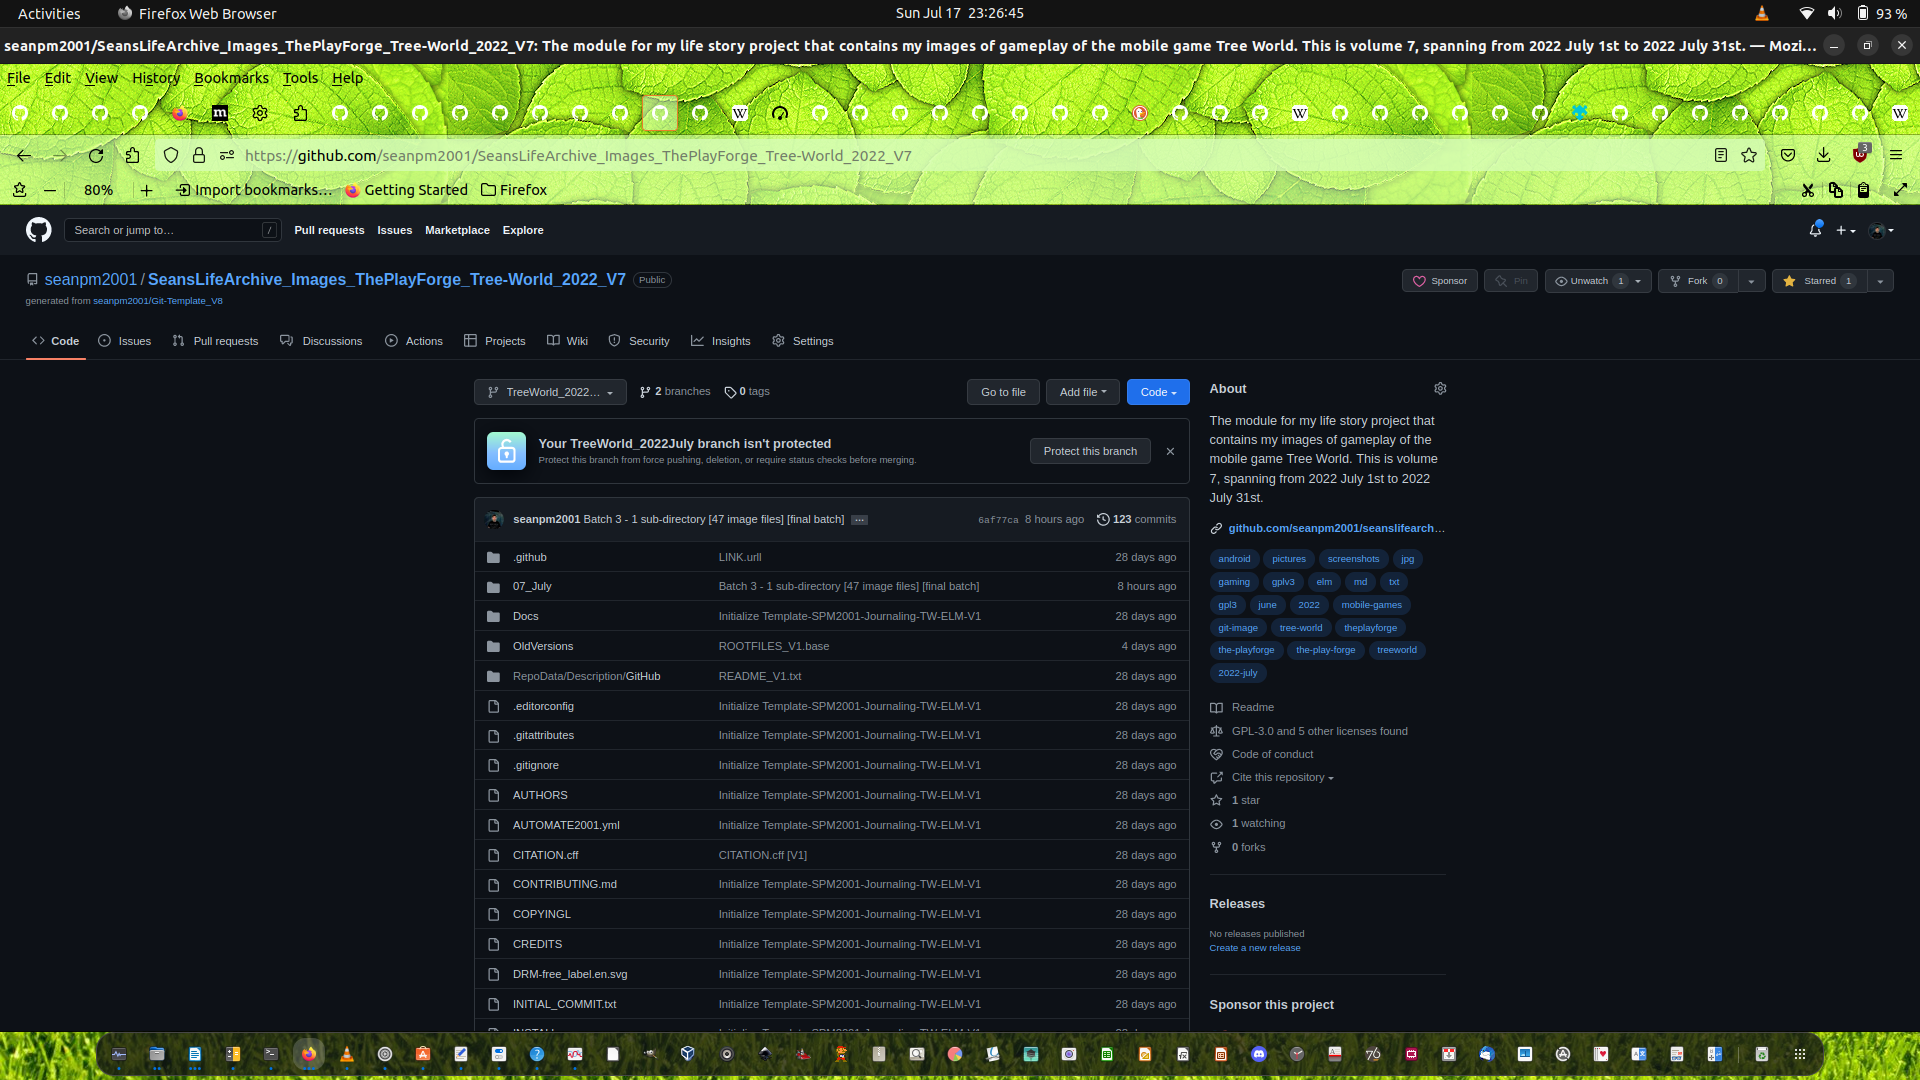 Activities
Firefox Web Browser
Sun Jul 17 23:26:45
93 %
seanpm2001/SeansLifeArchive_Images_ThePlayForge_Tree-World_2022_V7: The module for my life story project that contains my images of gameplay of the mobile game Tree World. This is volume 7, spanning from 2022 July 1st to 2022 July 31st. — Mozi…
File Edit View History Bookmarks Tools Help
https://github.com/seanpm2001/SeansLifeArchive_Images_ThePlayForge_Tree-World_2022_V7
3
80%
Import bookmarks…
Getting Started
Firefox
Search or jump to…
/
Pull requests Issues Marketplace Explore
seanpm2001 / SeansLifeArchive_Images_ThePlayForge_Tree-World_2022_V7 Public
generated from seanpm2001/Git-Template_V8
Sponsor
Pin
Unwatch 1
Fork 0
Starred 1
Code
Issues
Pull requests
Discussions
Actions
Projects
Wiki
Security
Insights
Settings
TreeWorld_2022…
2 branches
0 tags
Go to file
Add file
Code
Your TreeWorld_2022July branch isn't protected
Protect this branch from force pushing, deletion, or require status checks before merging.
Protect this branch
seanpm2001 Batch 3 - 1 sub-directory [47 image files] [final batch] … 6af77ca 8 hours ago 123 commits
.github LINK.urll 28 days ago
07_July Batch 3 - 1 sub-directory [47 image files] [final batch] 8 hours ago
Docs Initialize Template-SPM2001-Journaling-TW-ELM-V1 28 days ago
OldVersions ROOTFILES_V1.base 4 days ago
RepoData/Description/GitHub README_V1.txt 28 days ago
.editorconfig Initialize Template-SPM2001-Journaling-TW-ELM-V1 28 days ago
.gitattributes Initialize Template-SPM2001-Journaling-TW-ELM-V1 28 days ago
.gitignore Initialize Template-SPM2001-Journaling-TW-ELM-V1 28 days ago
AUTHORS Initialize Template-SPM2001-Journaling-TW-ELM-V1 28 days ago
AUTOMATE2001.yml Initialize Template-SPM2001-Journaling-TW-ELM-V1 28 days ago
CITATION.cff CITATION.cff [V1] 28 days ago
CONTRIBUTING.md Initialize Template-SPM2001-Journaling-TW-ELM-V1 28 days ago
COPYINGL Initialize Template-SPM2001-Journaling-TW-ELM-V1 28 days ago
CREDITS Initialize Template-SPM2001-Journaling-TW-ELM-V1 28 days ago
DRM-free_label.en.svg Initialize Template-SPM2001-Journaling-TW-ELM-V1 28 days ago
INITIAL_COMMIT.txt Initialize Template-SPM2001-Journaling-TW-ELM-V1 28 days ago
About
The module for my life story project that
contains my images of gameplay of the
mobile game Tree World. This is volume
7, spanning from 2022 July 1st to 2022
July 31st.
github.com/seanpm2001/seanslifearch…
android pictures screenshots jpg
gaming gplv3 elm md txt
gpl3 june 2022 mobile-games
git-image tree-world theplayforge
the-playforge the-play-forge treeworld
2022-july
Readme
GPL-3.0 and 5 other licenses found
Code of conduct
Cite this repository
1 star
1 watching
0 forks
Releases
No releases published
Create a new release
Sponsor this project